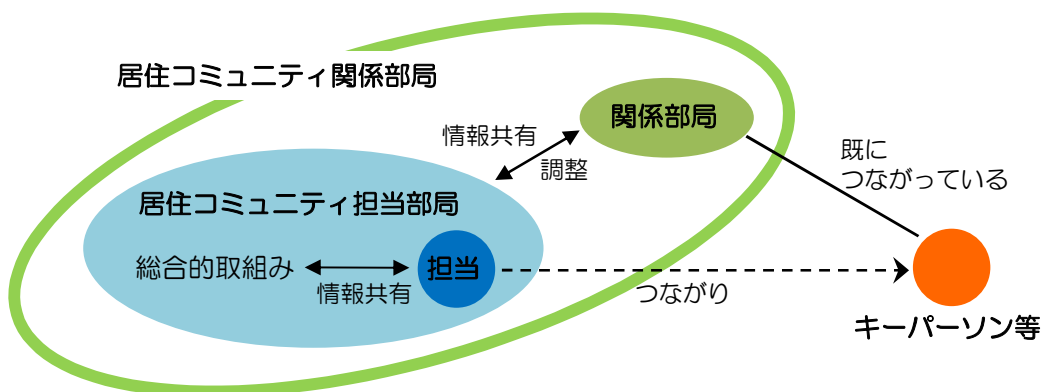 居住コミュニティ関係部局
関係部局
情報共有
調整
既に
つながっている
居住コミュニティ担当部局
総合的取組み
担当
情報共有
つながり
キーパーソン等